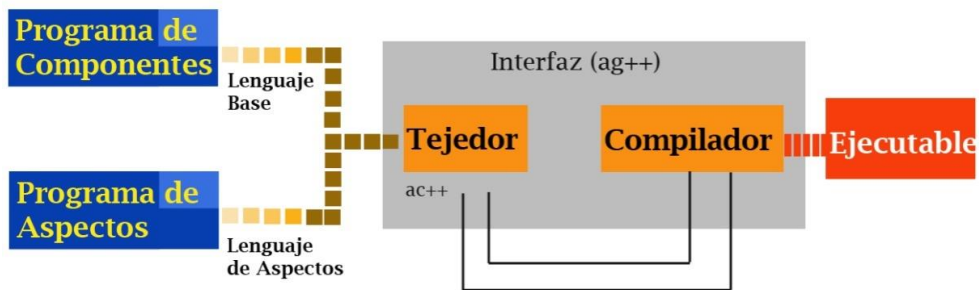 Programa de
Componentes
Lenguaje
Base
Interfaz (ag++)
Tejedor
Compilador
Ejecutable
ac++
Programa de
Aspectos
Lenguaje
de Aspectos